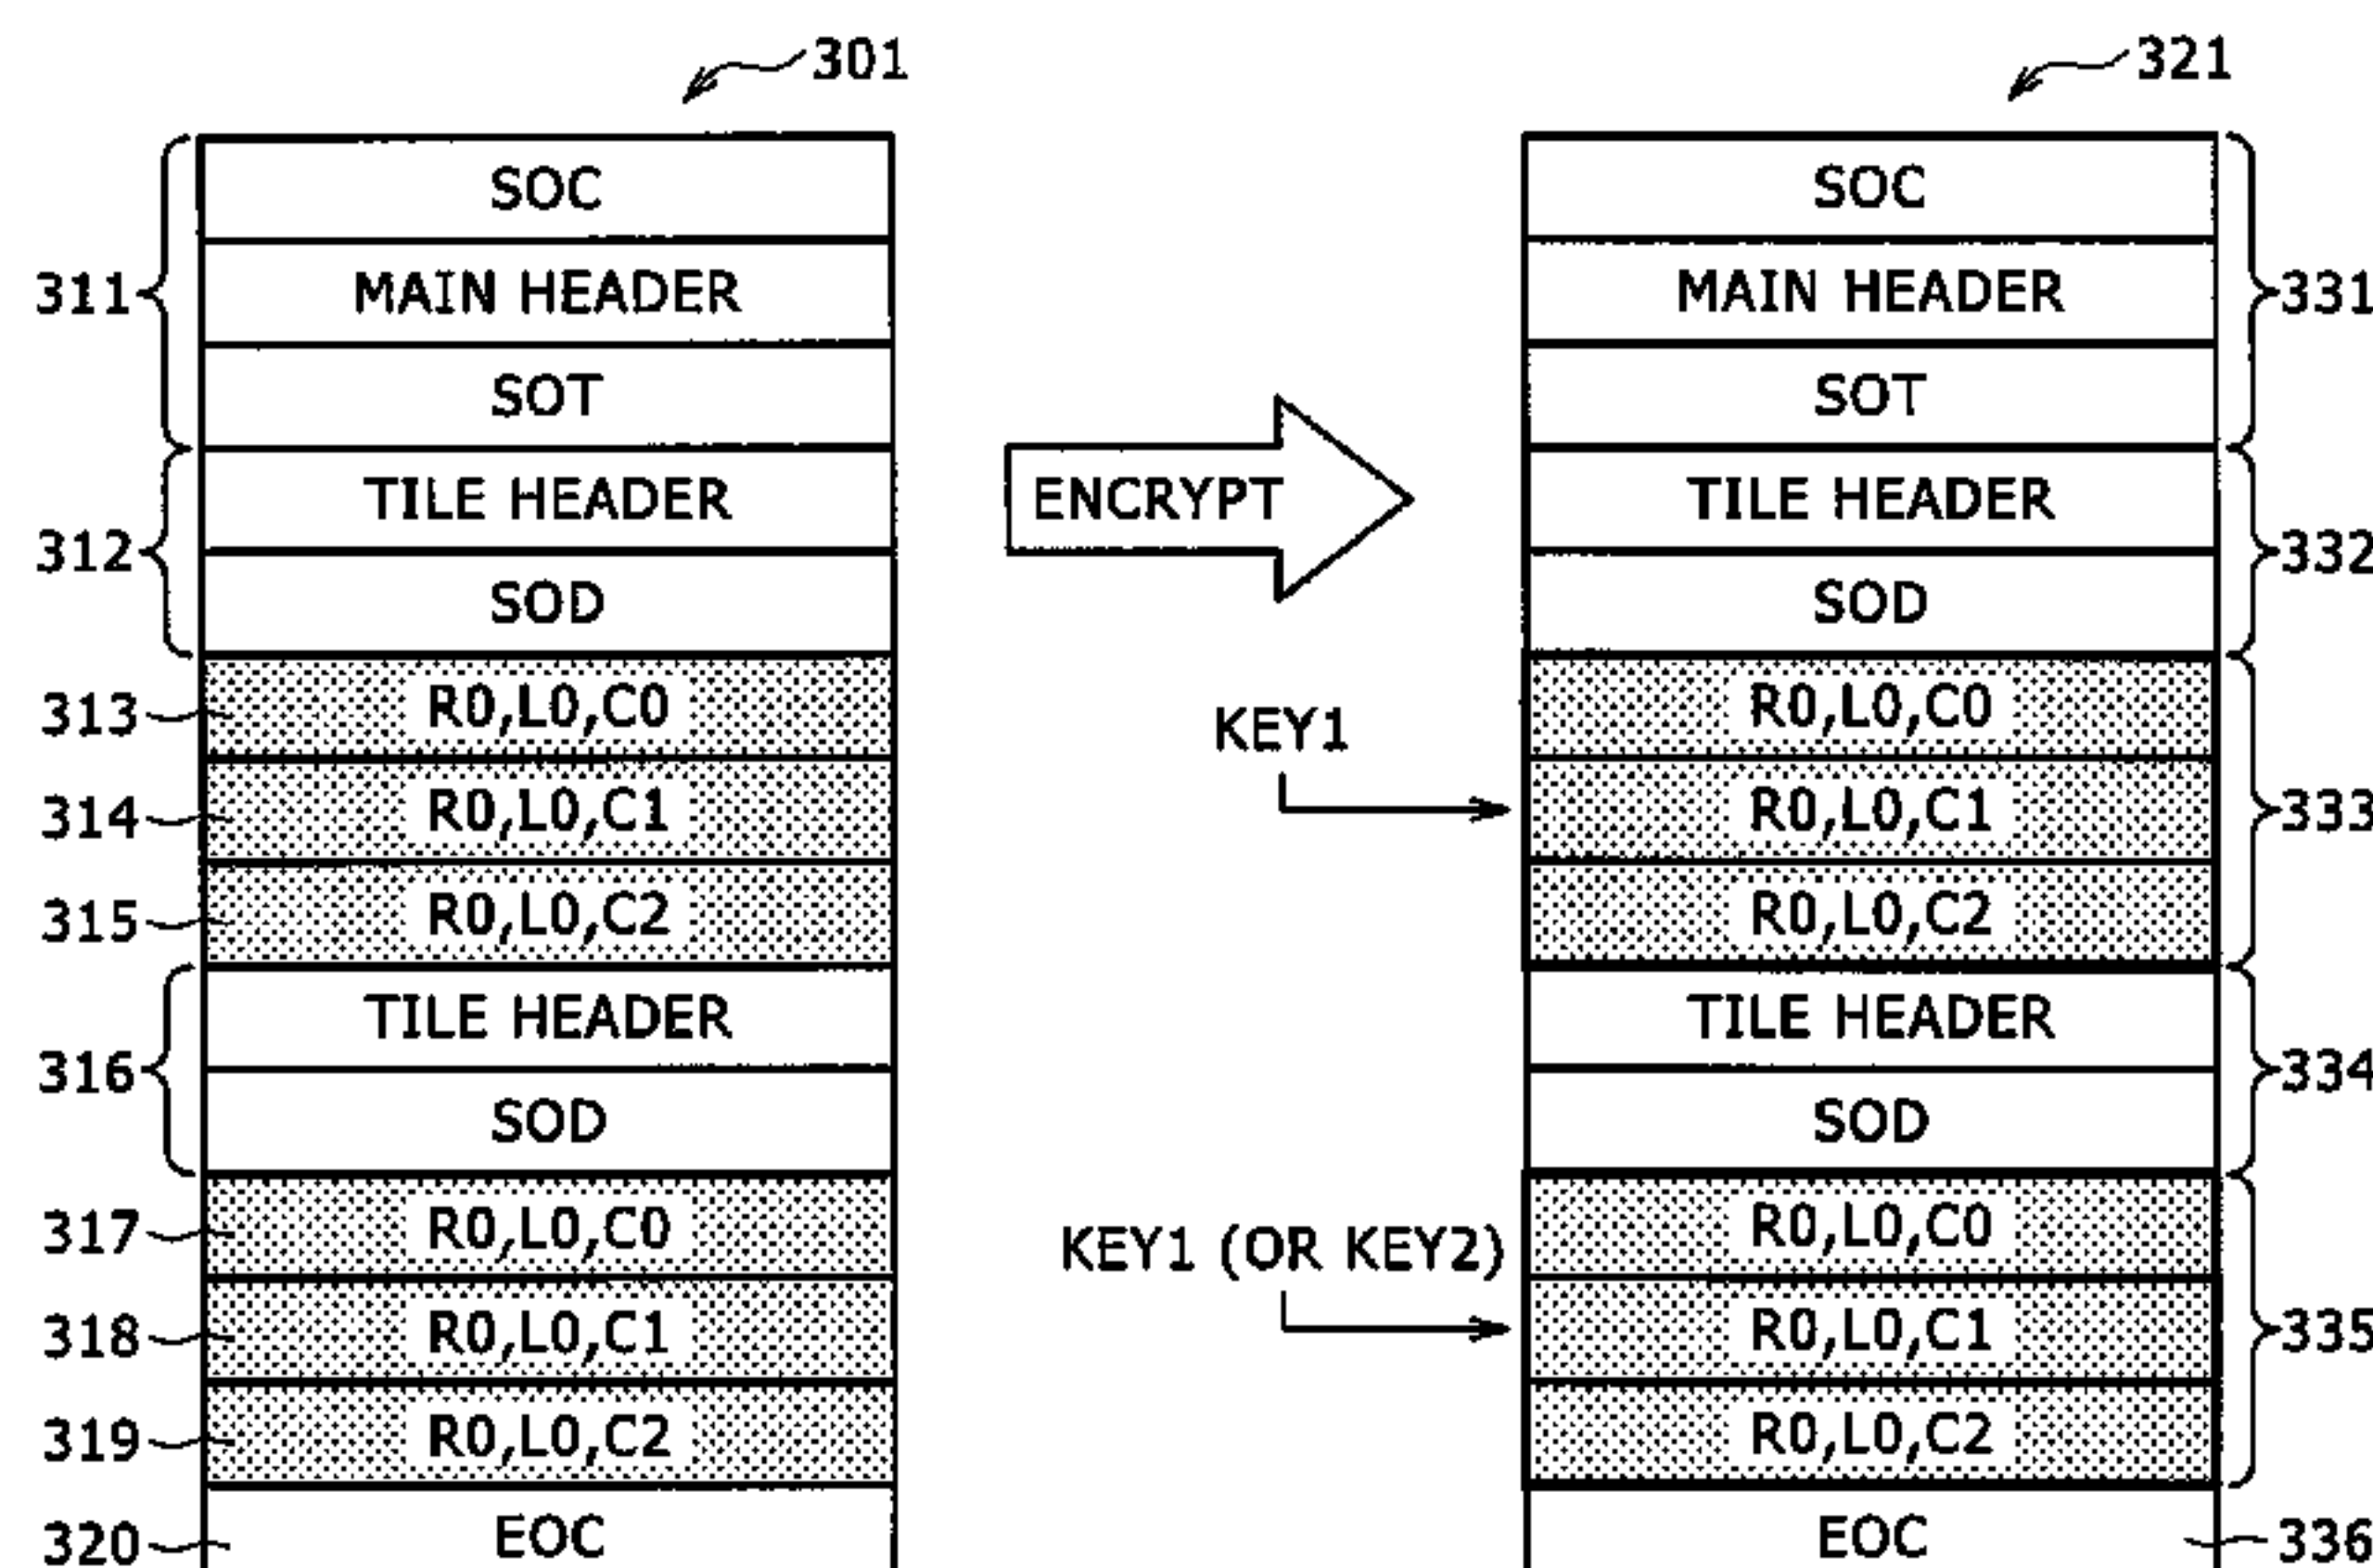 301
SOC
MAIN HEADER
SOT
311
TILE HEADER
SOD
312
313
R0,L0,C0
314
R0,L0,C1
315
R0,L0,C2
TILE HEADER
SOD
316
317
R0,L0,C0
318
R0,L0,C1
319
R0,L0,C2
320
EOC
ENCRYPT
KEY1
KEY1 (OR KEY2)
321
SOC
MAIN HEADER
SOT
331
TILE HEADER
SOD
332
R0,L0,C0
R0,L0,C1
R0,L0,C2
333
TILE HEADER
SOD
334
R0,L0,C0
R0,L0,C1
R0,L0,C2
335
EOC
336